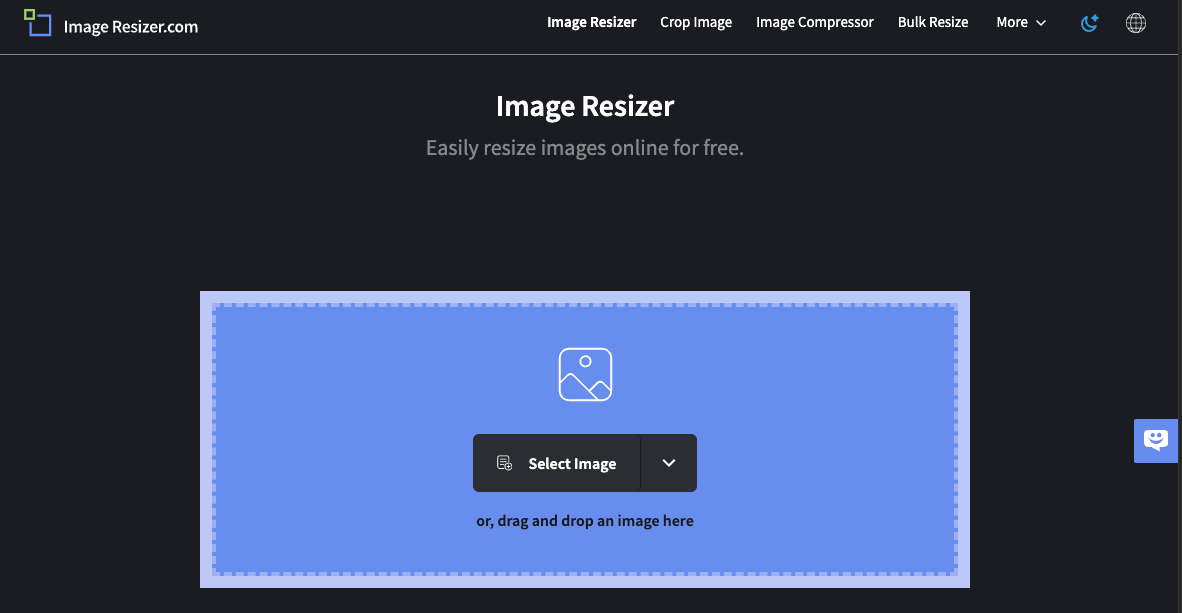 Image Resizer.com
Image Resizer Crop Image Image Compressor Bulk Resize More
Image Resizer
Easily resize images online for free.
Select Image
or, drag and drop an image here